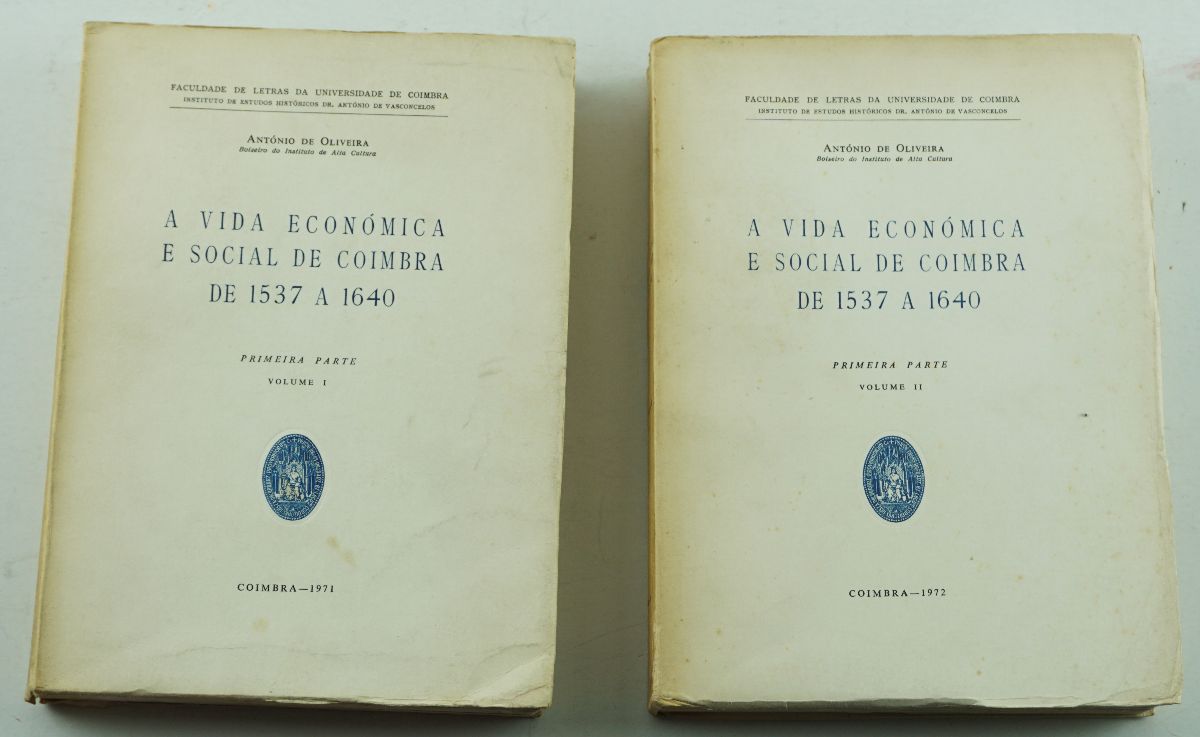 FACULDADE DE LETRAS DA UNIVERSIDADE DE COIMBRA
INSTITUTO DE ESTUDOS HISTÓRICOS DR. ANTÓNIO DE VASCONCELOS
ANTÓNIO DE OLIVEIRA
Bolseiro do Instituto de Alta Cultura
A VIDA ECONÓMICA
E SOCIAL DE COIMBRA
DE 1537 A 1640
PRIMEIRA PARTE
VOLUME I
COIMBRA—1971
FACULDADE DE LETRAS DA UNIVERSIDADE DE COIMBRA
INSTITUTO DE ESTUDOS HISTÓRICOS DR. ANTÓNIO DE VASCONCELOS
ANTÓNIO DE OLIVEIRA
Bolseiro do Instituto de Alta Cultura
A VIDA ECONÓMICA
E SOCIAL DE COIMBRA
DE 1537 A 1640
PRIMEIRA PARTE
VOLUME II
COIMBRA—1972